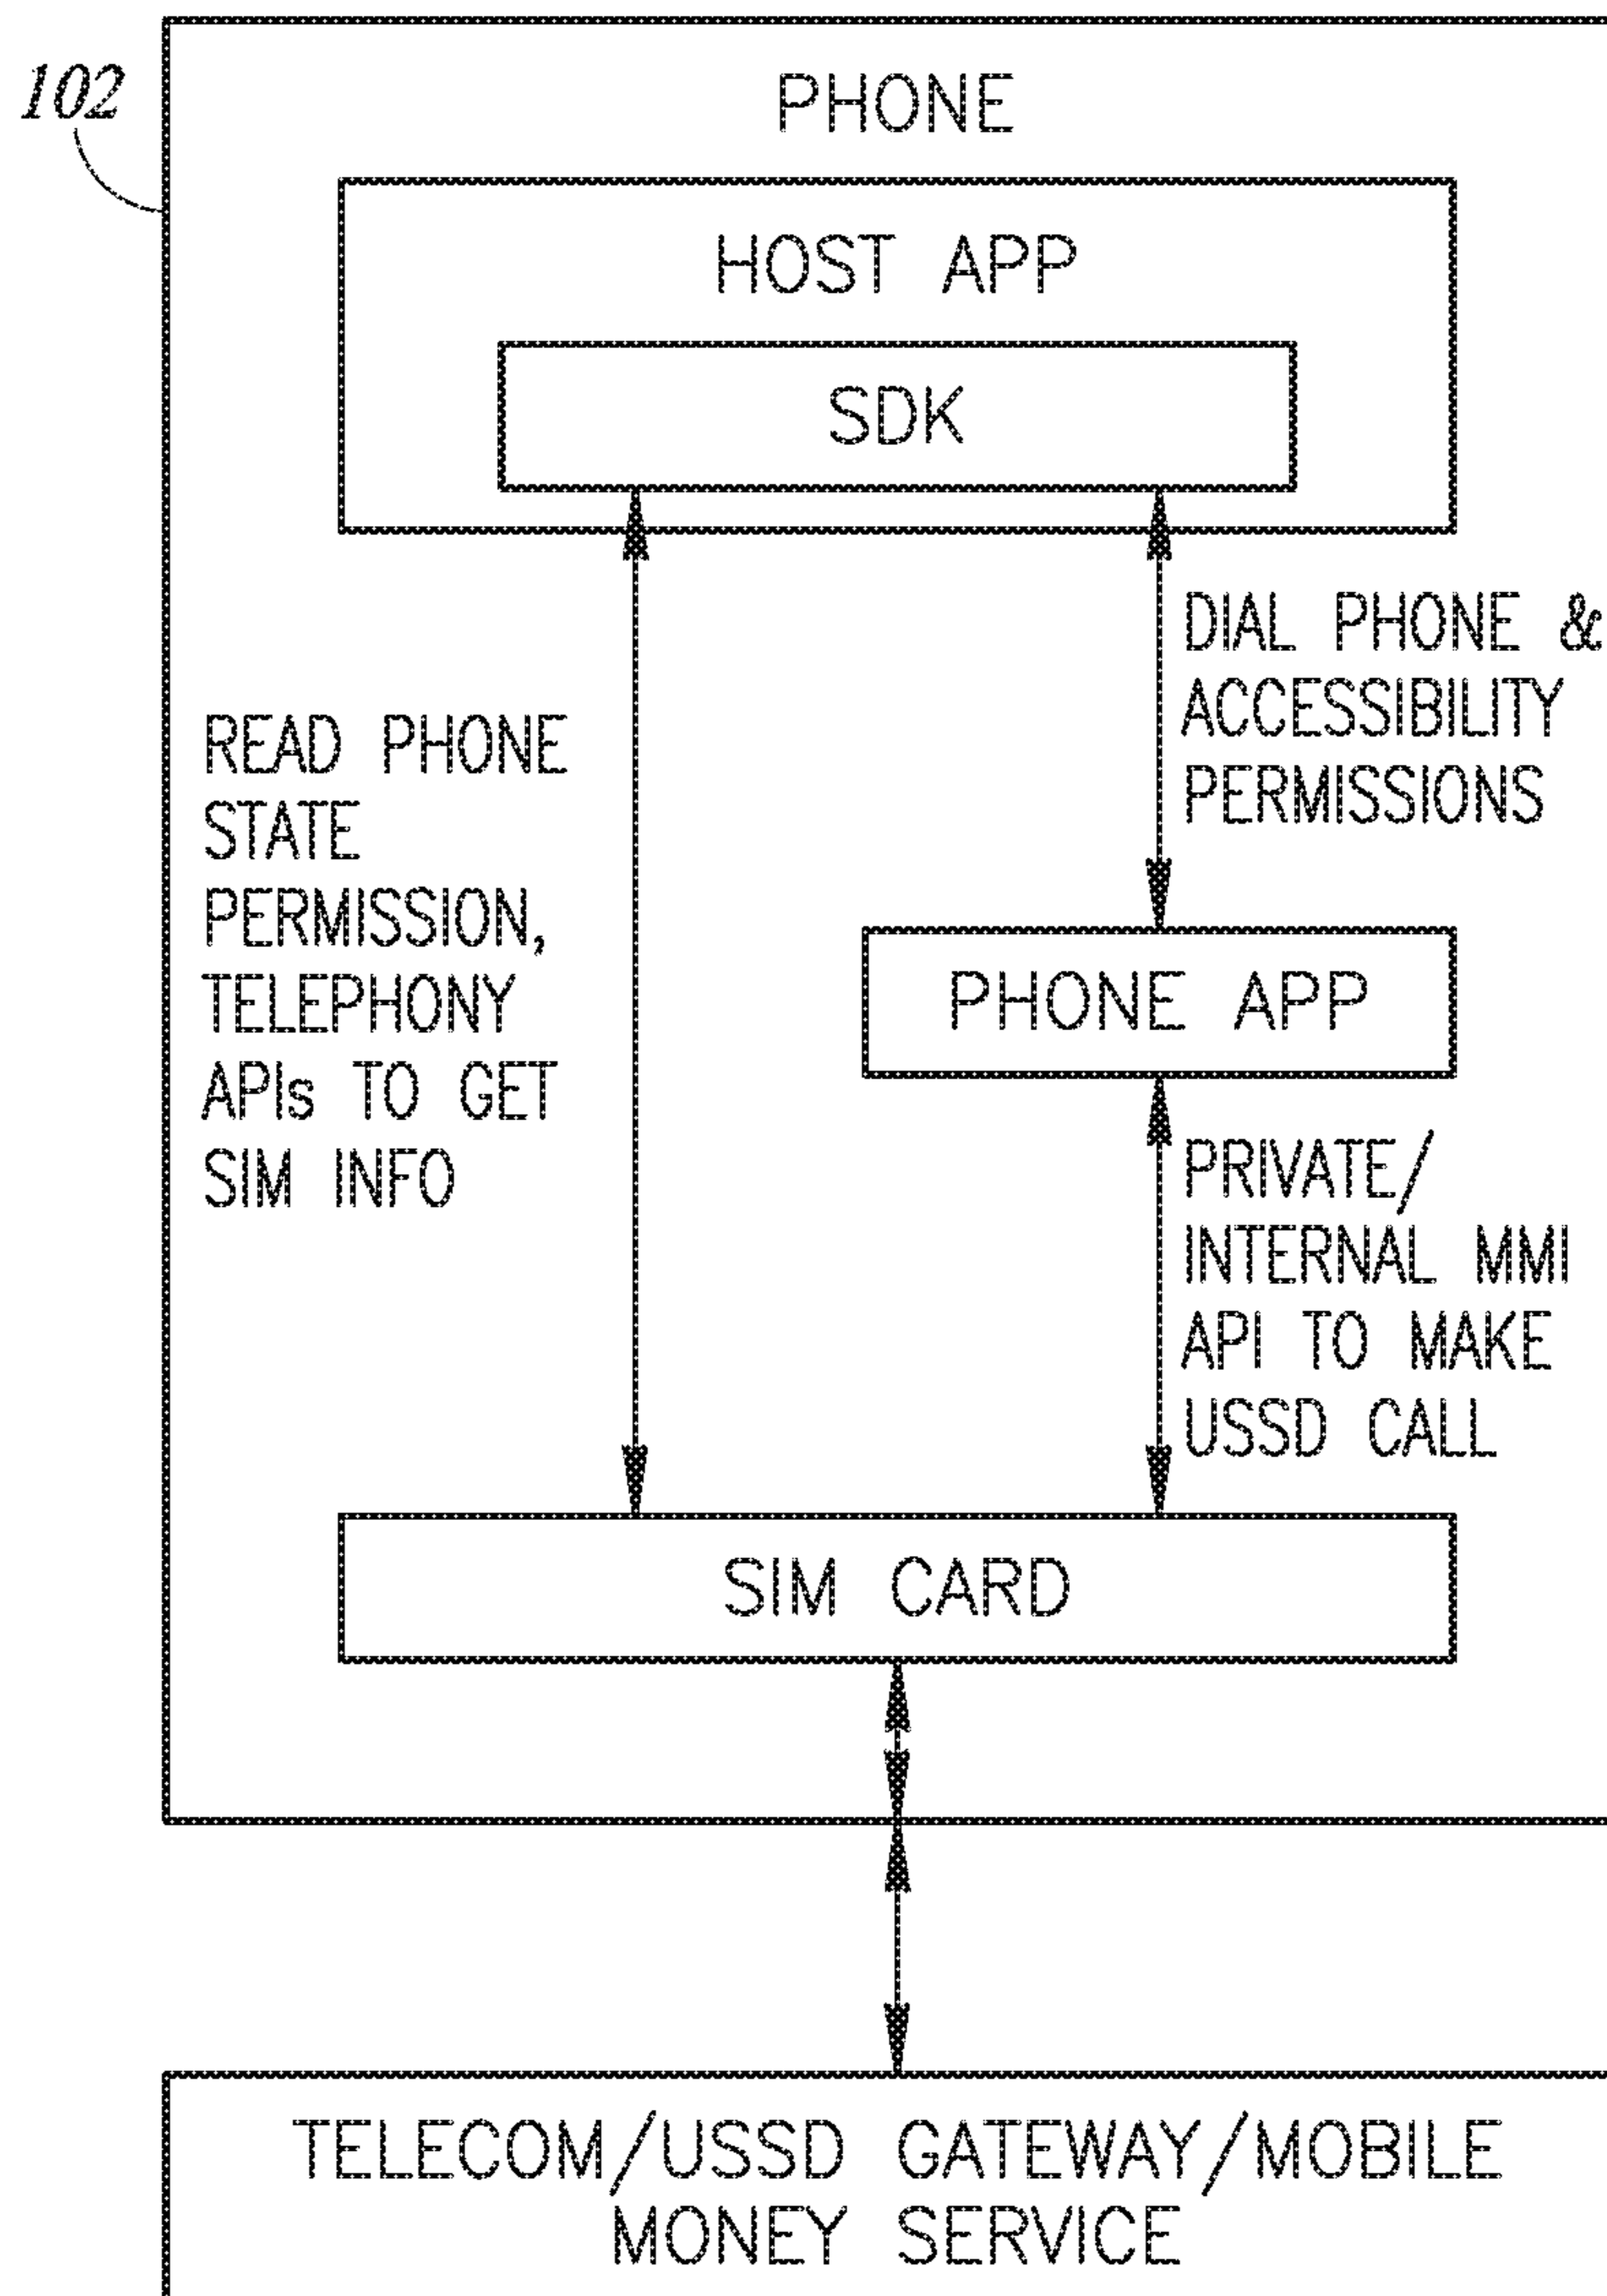 102
PHONE
HOST APP
SDK
DIAL PHONE &
ACCESSIBILITY
PERMISSIONS
READ PHONE
STATE
PERMISSION,
TELEPHONY
APIs TO GET
SIM INFO
PHONE APP
PRIVATE/
INTERNAL MMI
API TO MAKE
USSD CALL
SIM CARD
TELECOM/USSD GATEWAY/MOBILE
MONEY SERVICE